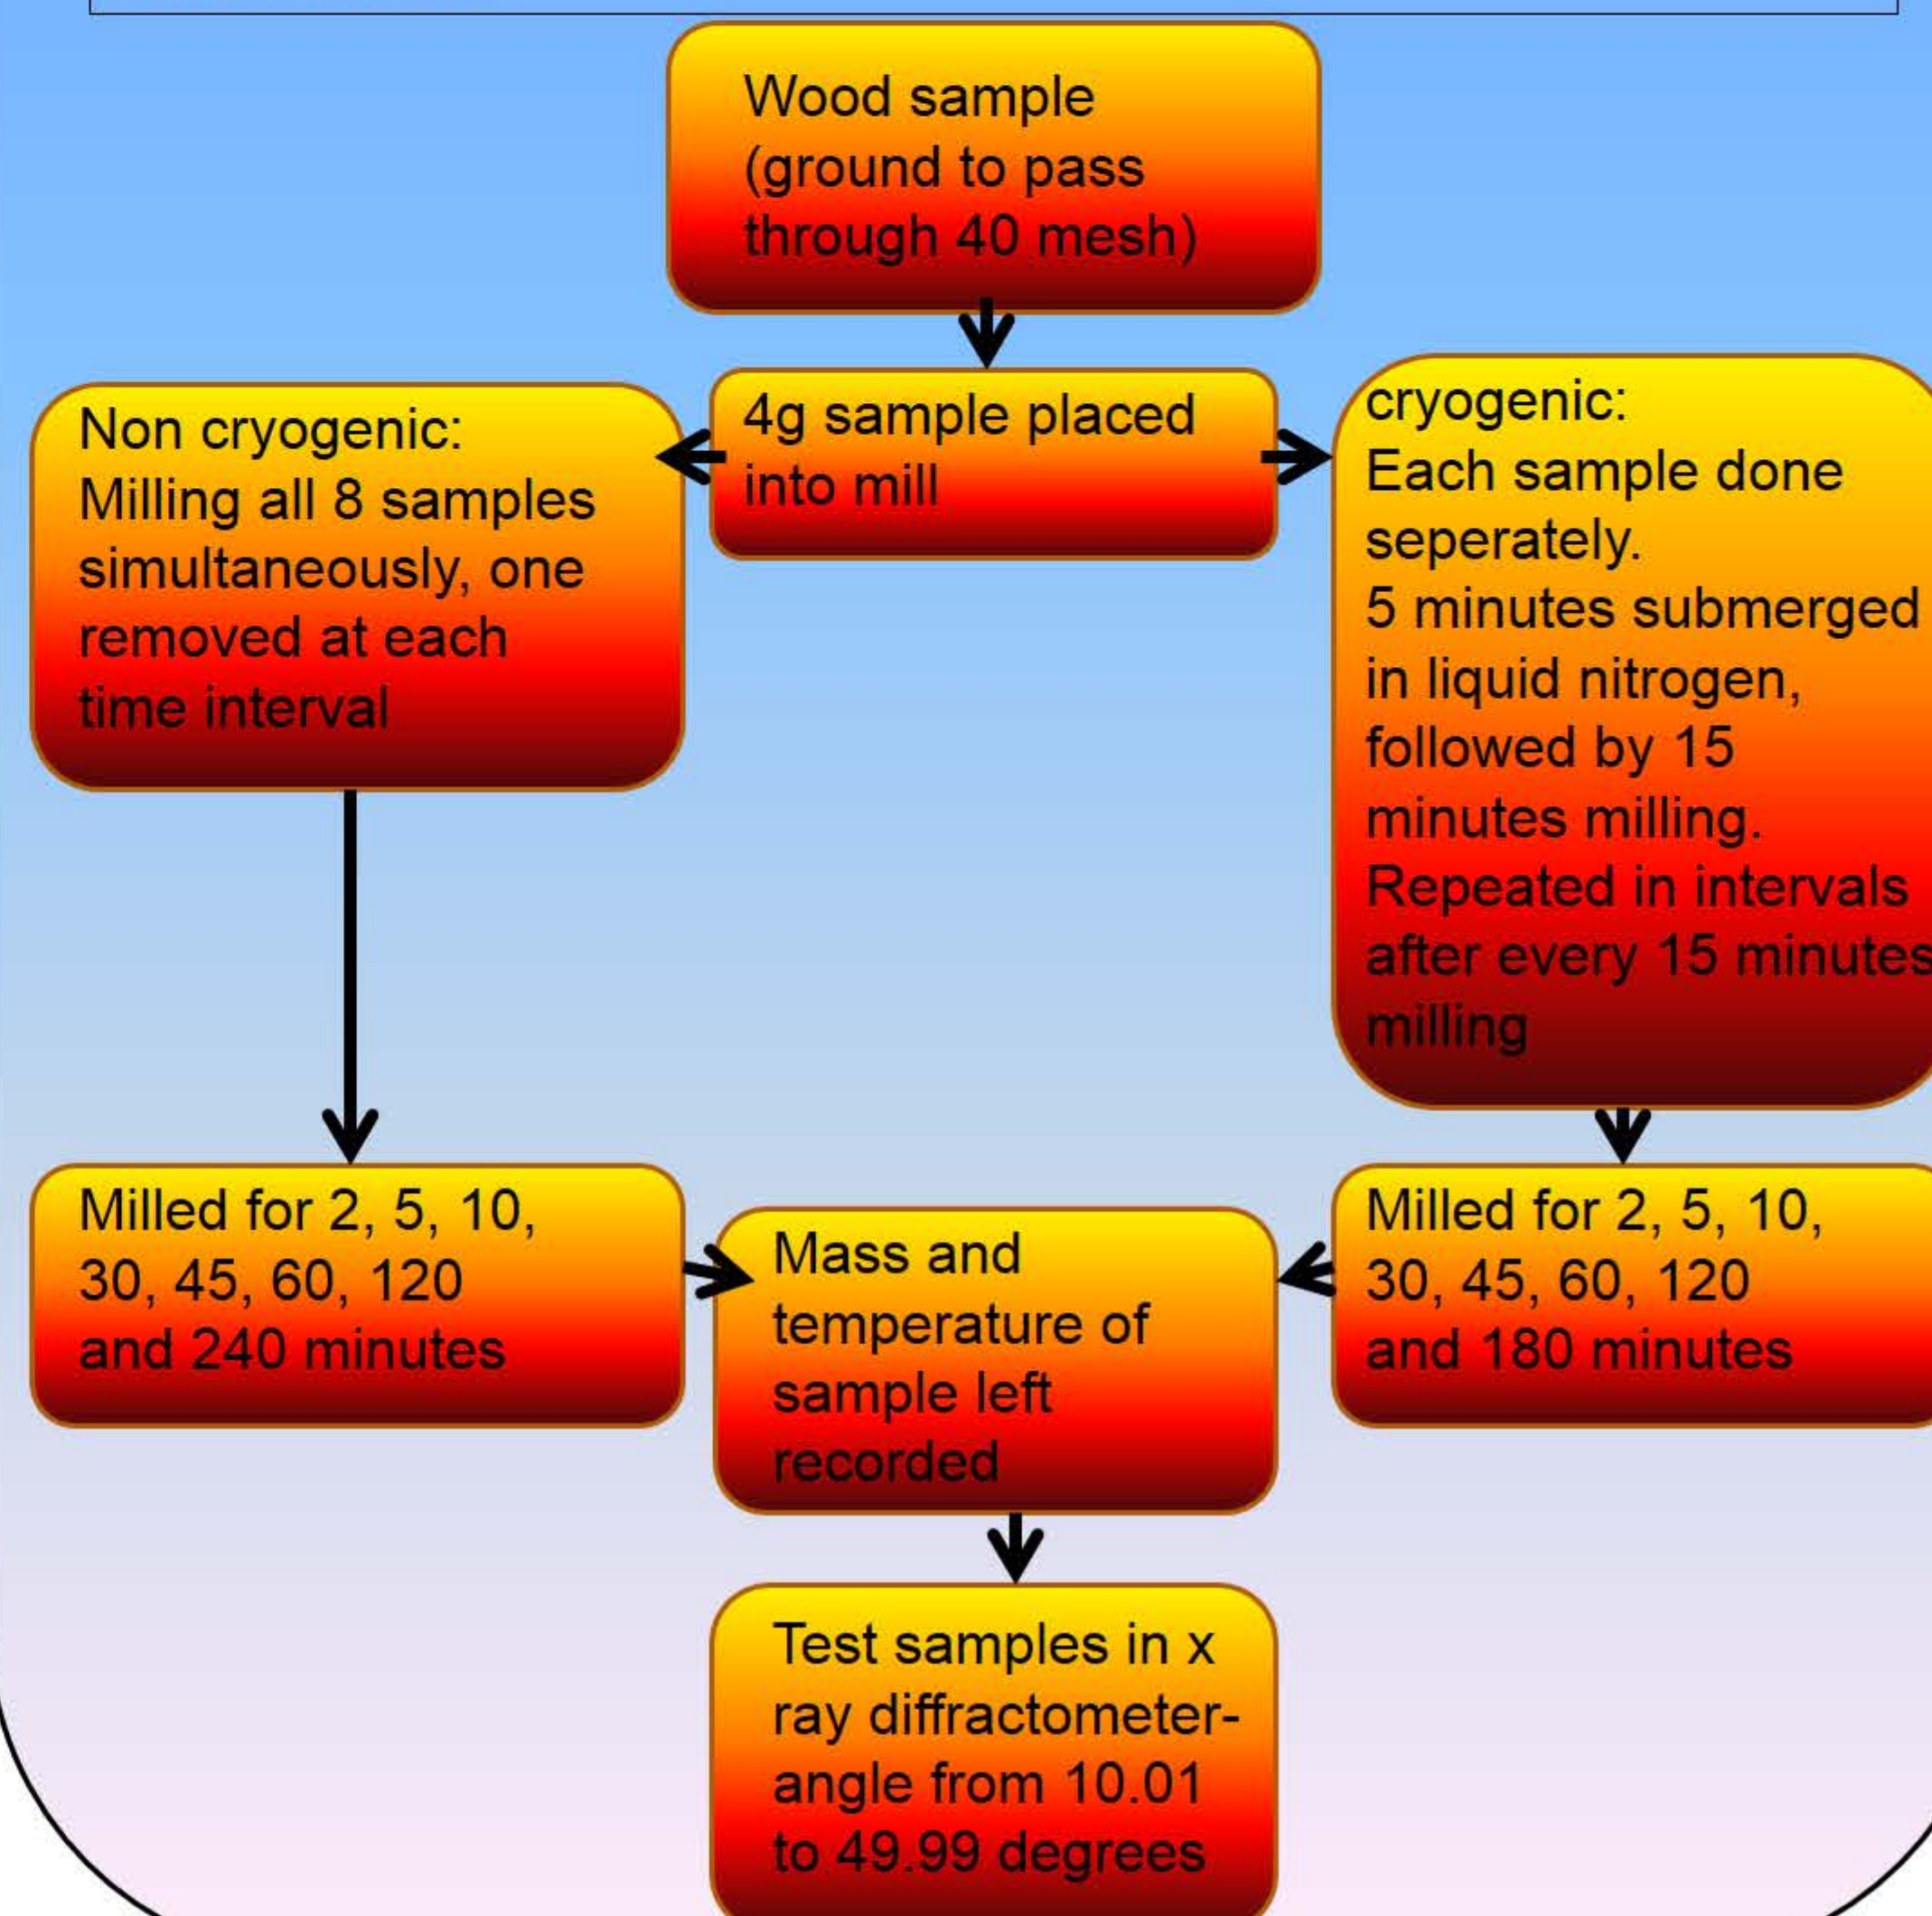 Wood sample
(ground to pass
through 40 mesh)
4g sample placed
into mill
Non cryogenic:
Milling all 8 samples
simultaneously, one
removed at each
time interval
cryogenic:
Each sample done
seperately.
5 minutes submerged
in liquid nitrogen,
followed by 15
minutes milling.
Repeated in intervals
after every 15 minutes
milling
Milled for 2, 5, 10,
30, 45, 60, 120
and 240 minutes
Milled for 2, 5, 10,
30, 45, 60, 120
and 180 minutes
Mass and
temperature of
sample left
recorded
Test samples in x
ray diffractometer-
angle from 10.01
to 49.99 degrees